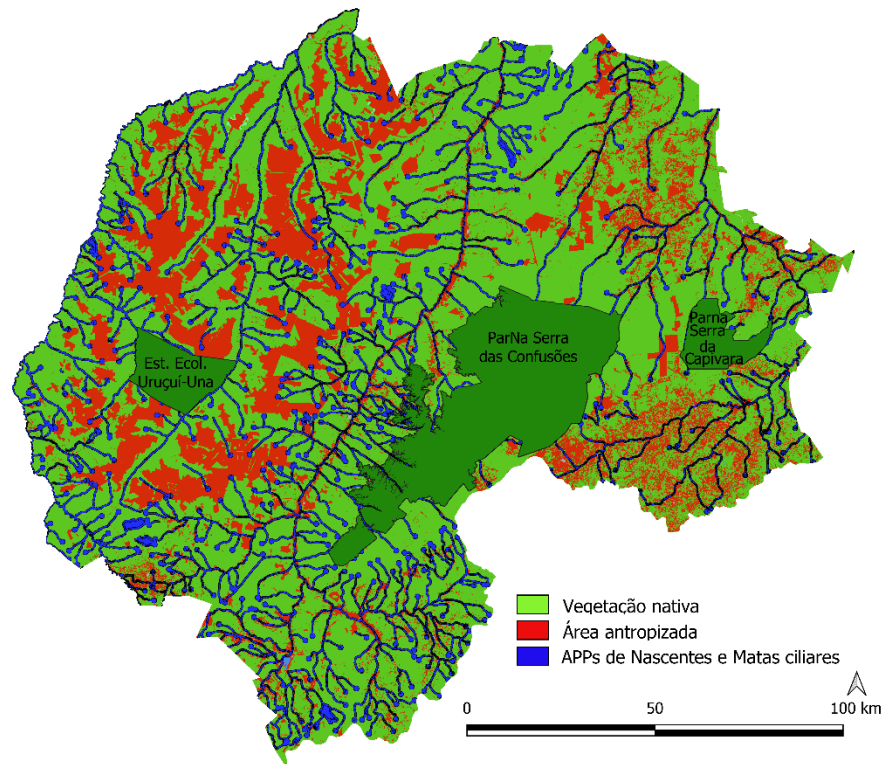 ParNa Serra
das Confusões
Parna
Serra
da
Capivara
Est. Ecol.
Uruçuí-Una
Vegetação nativa
Área antropizada
APPs de Nascentes e Matas ciliares
0 50 100 km